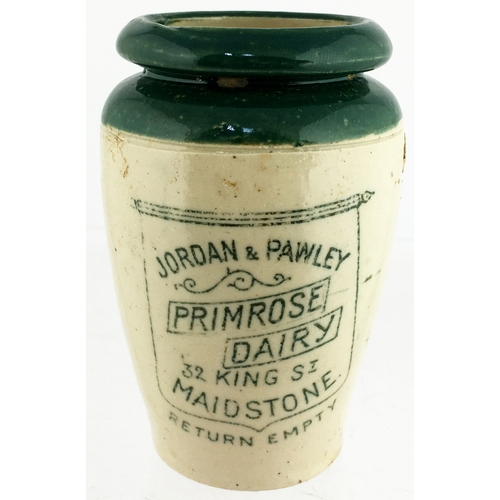 JORDAN & PAWLEY
PRIMROSE
DAIRY
32 KING ST
MAIDSTONE.
RETURN EMPTY